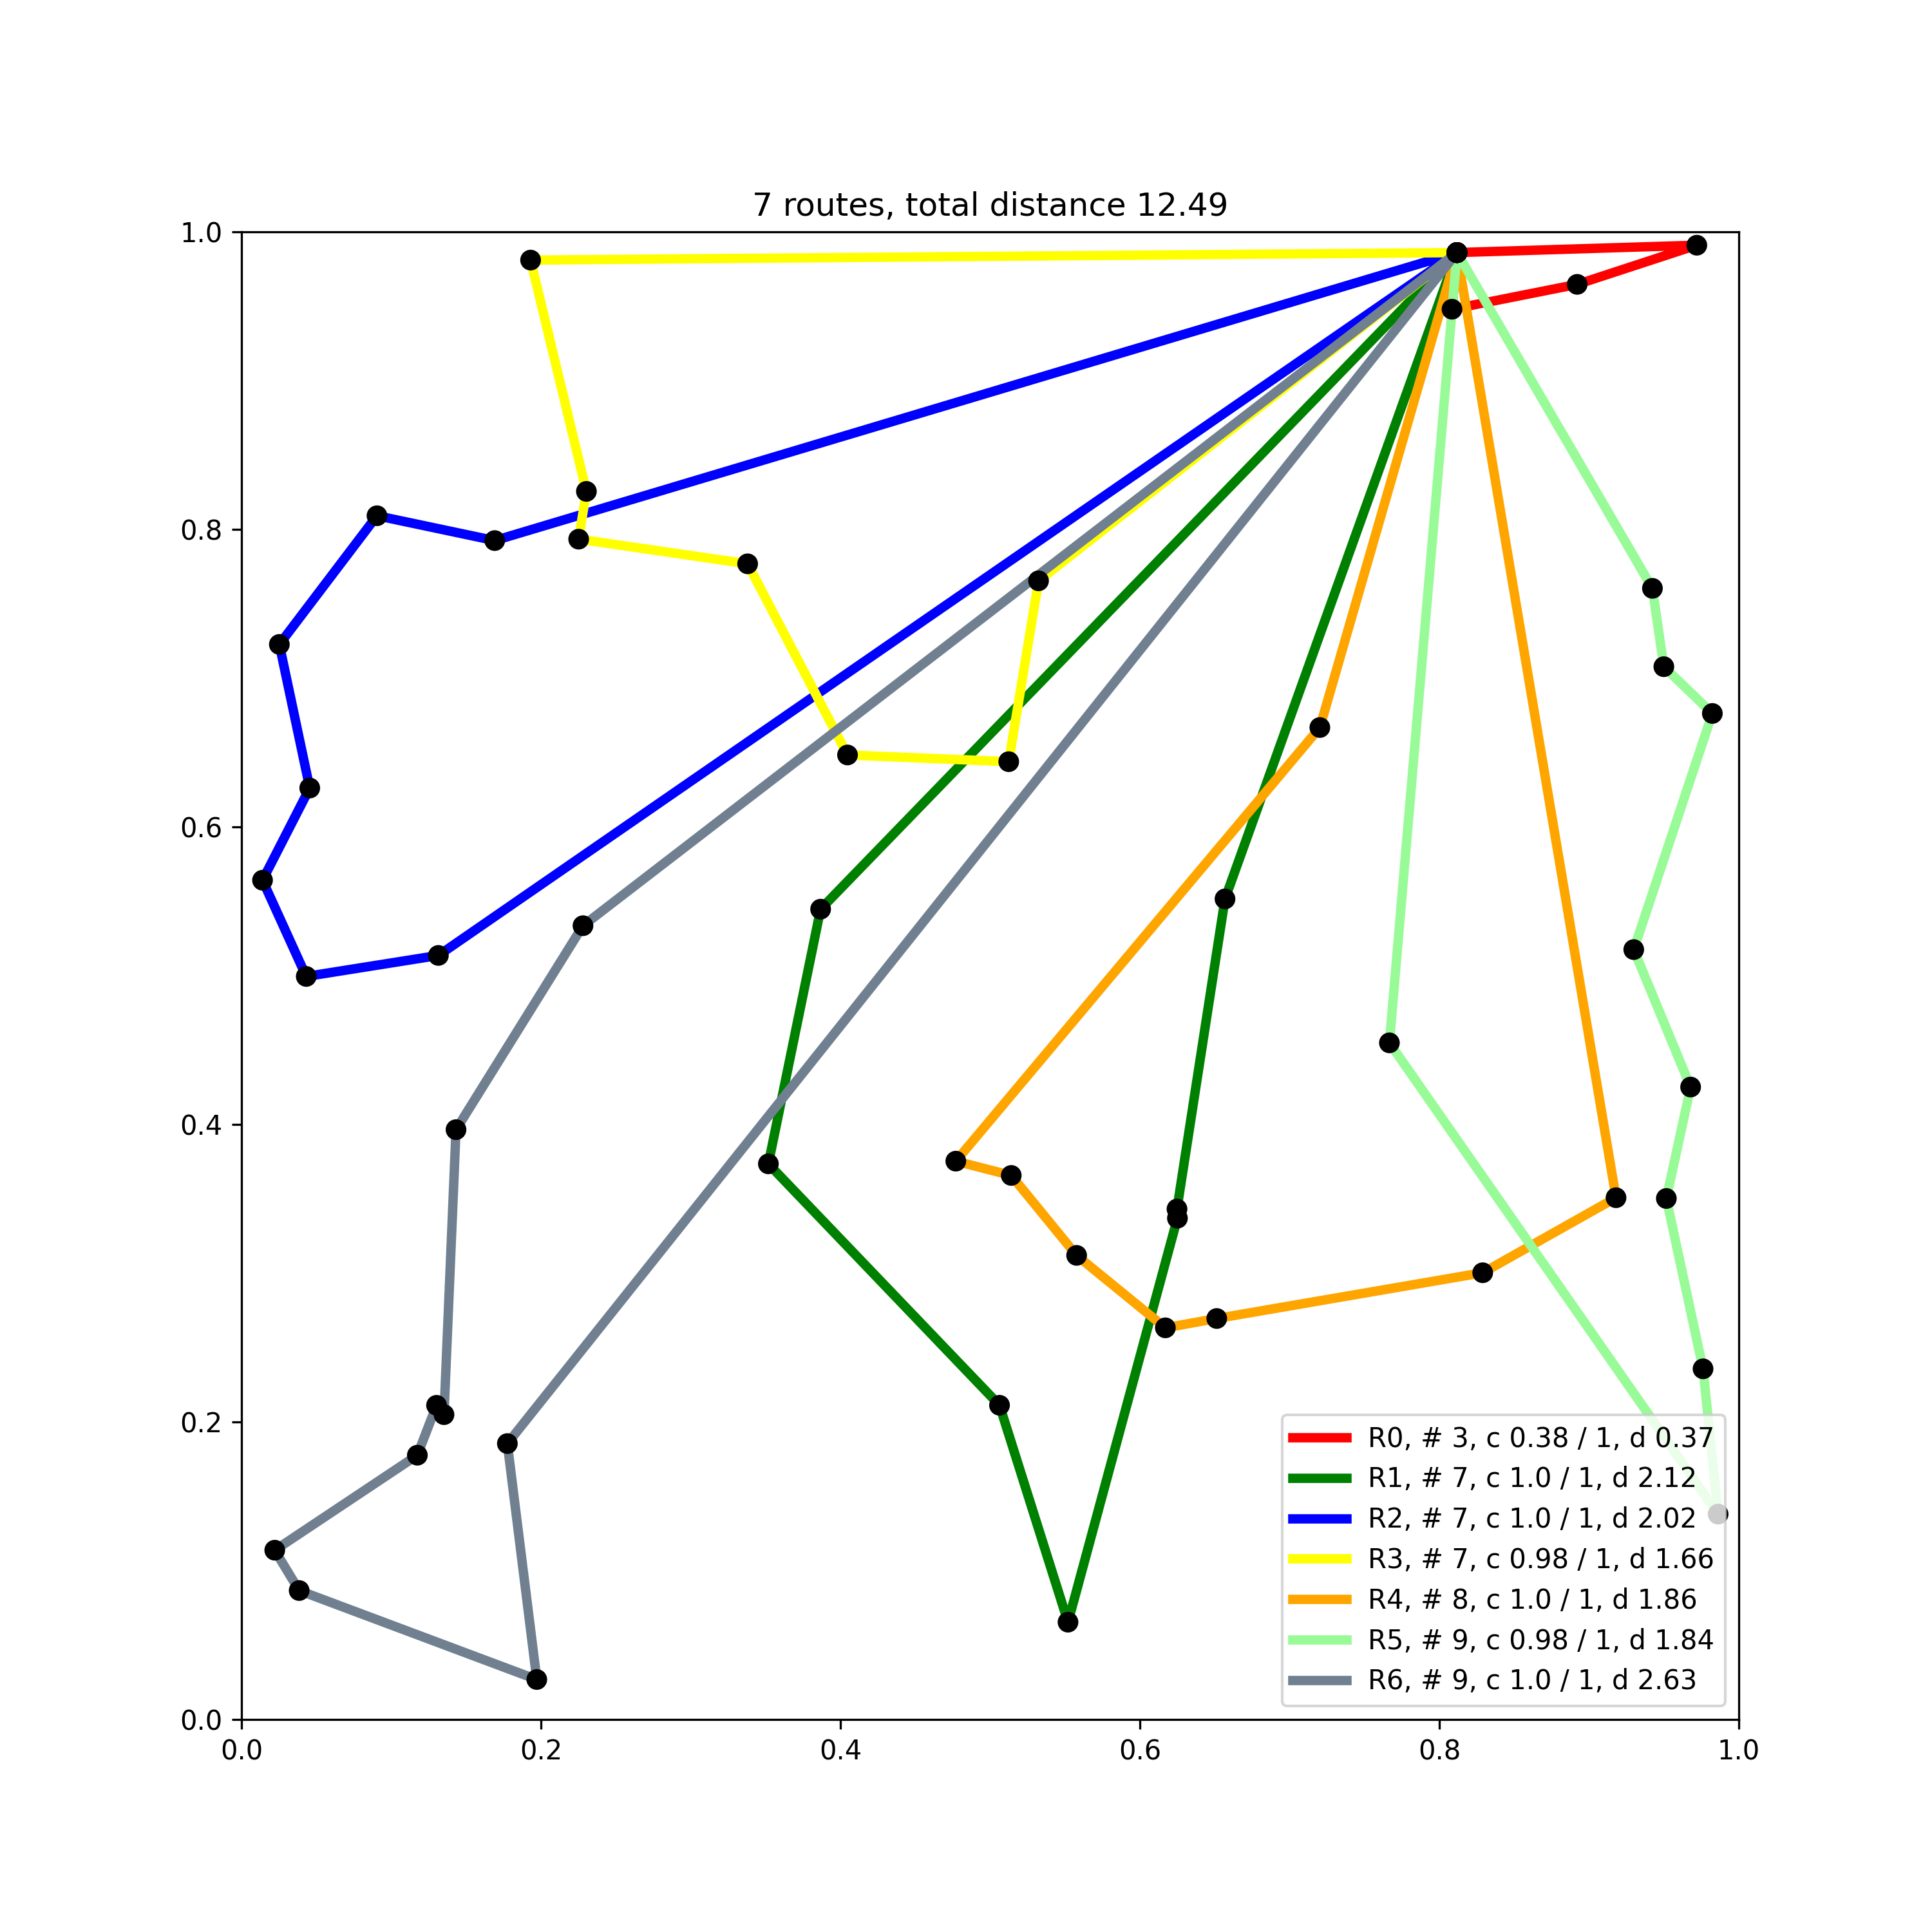 7 routes, total distance 12.49
1.0
0.8
0.6
0.4
0.2
0.0
0.0 0.2 0.4 0.6 0.8 1.0
R0, # 3, c 0.38 / 1, d 0.37
R1, # 7, c 1.0 / 1, d 2.12
R2, # 7, c 1.0 / 1, d 2.02
R3, # 7, c 0.98 / 1, d 1.66
R4, # 8, c 1.0 / 1, d 1.86
R5, # 9, c 0.98 / 1, d 1.84
R6, # 9, c 1.0 / 1, d 2.63